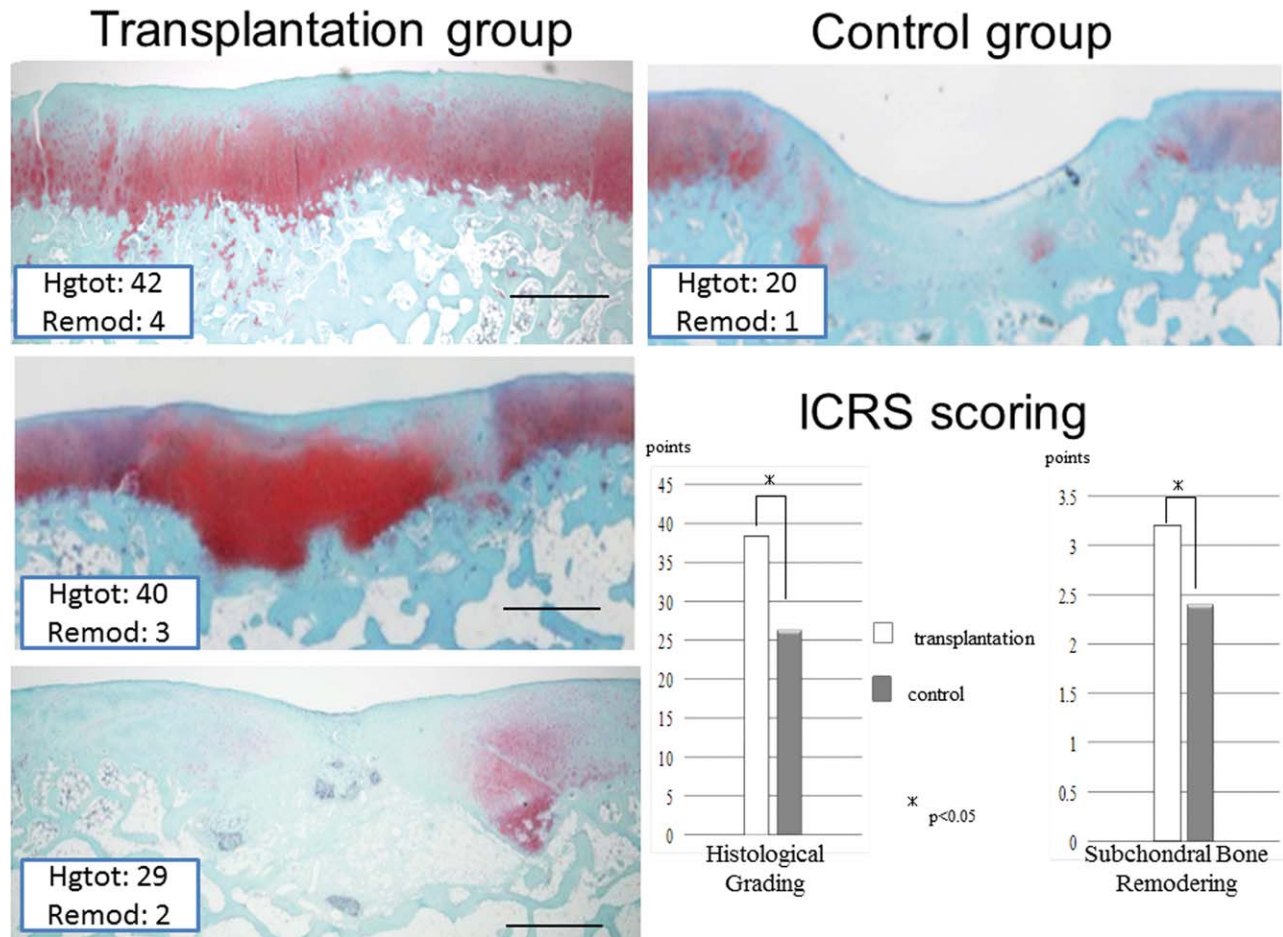 Transplantation group
Control group
Hgtot: 42
Remod: 4
Hgtot: 20
Remod: 1
Hgtot: 40
Remod: 3
Hgtot: 29
Remod: 2
ICRS scoring
points
45
40
35
30
25
20
15
10
5
0
Histological
Grading
transplantation
control
* p<0.05
*
points
3.5
3
2.5
2
1.5
1
0.5
0
Subchondral Bone
Remodering
*